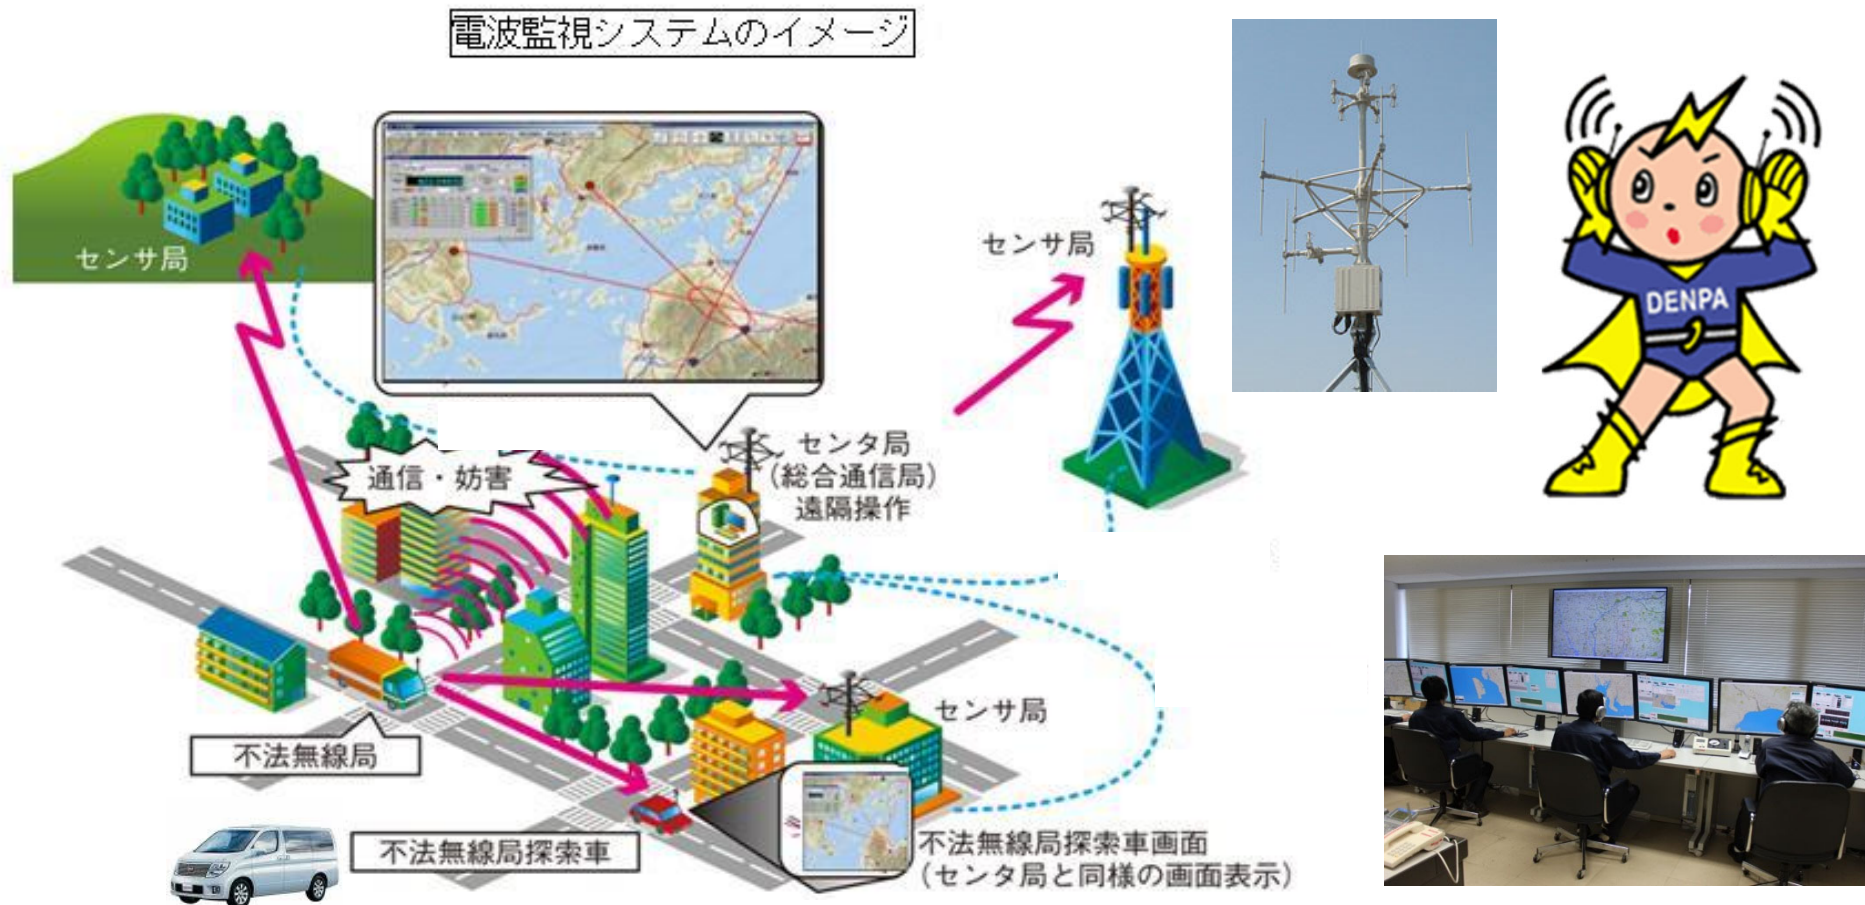 電波監視システムのイメージ
センサ局
センサ局
通信・妨害
センタ局
(総合通信局)
遠隔操作
DENPA
センサ局
不法無線局
不法無線局探索車
不法無線局探索車画面
(センタ局と同様の画面表示)